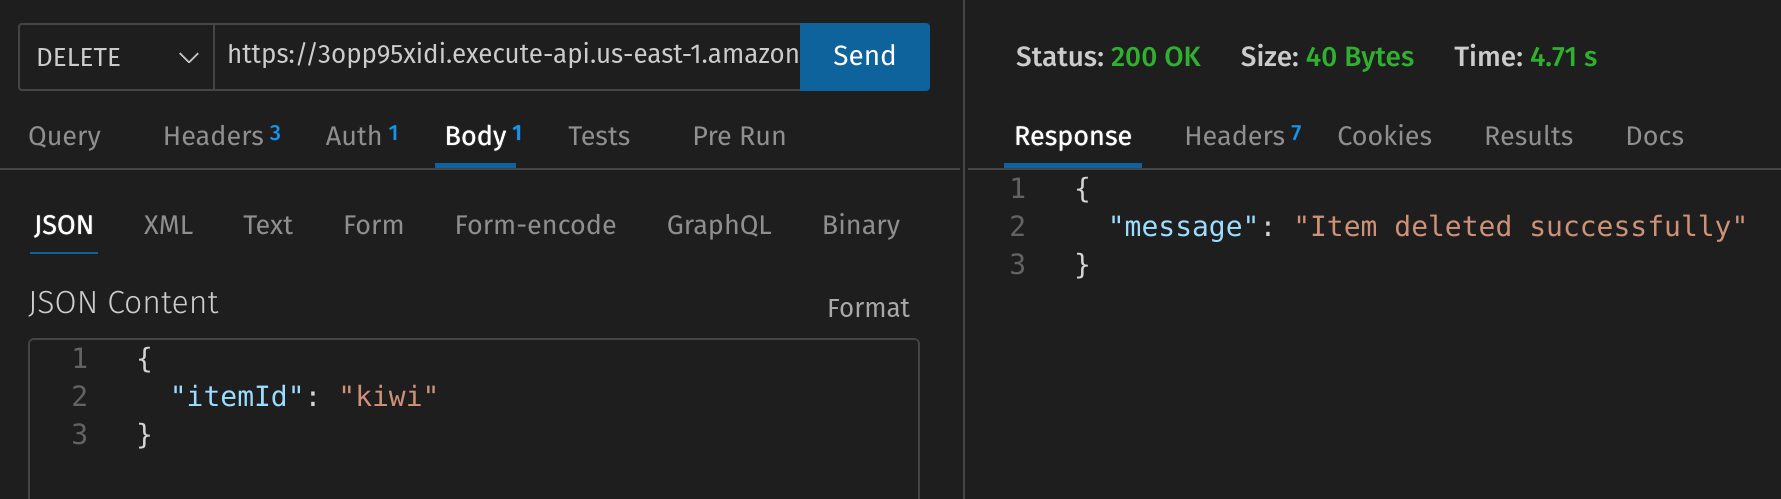 DELETE https://3opp95xidi.execute-api.us-east-1.amazon Send
Query Headers 3 Auth 1 Body 1 Tests Pre Run
JSON XML Text Form Form-encode GraphQL Binary
JSON Content Format
1 {
2 "itemId": "kiwi"
3 }
Status: 200 OK Size: 40 Bytes Time: 4.71 s
Response Headers 7 Cookies Results Docs
1 {
2 "message": "Item deleted successfully"
3 }